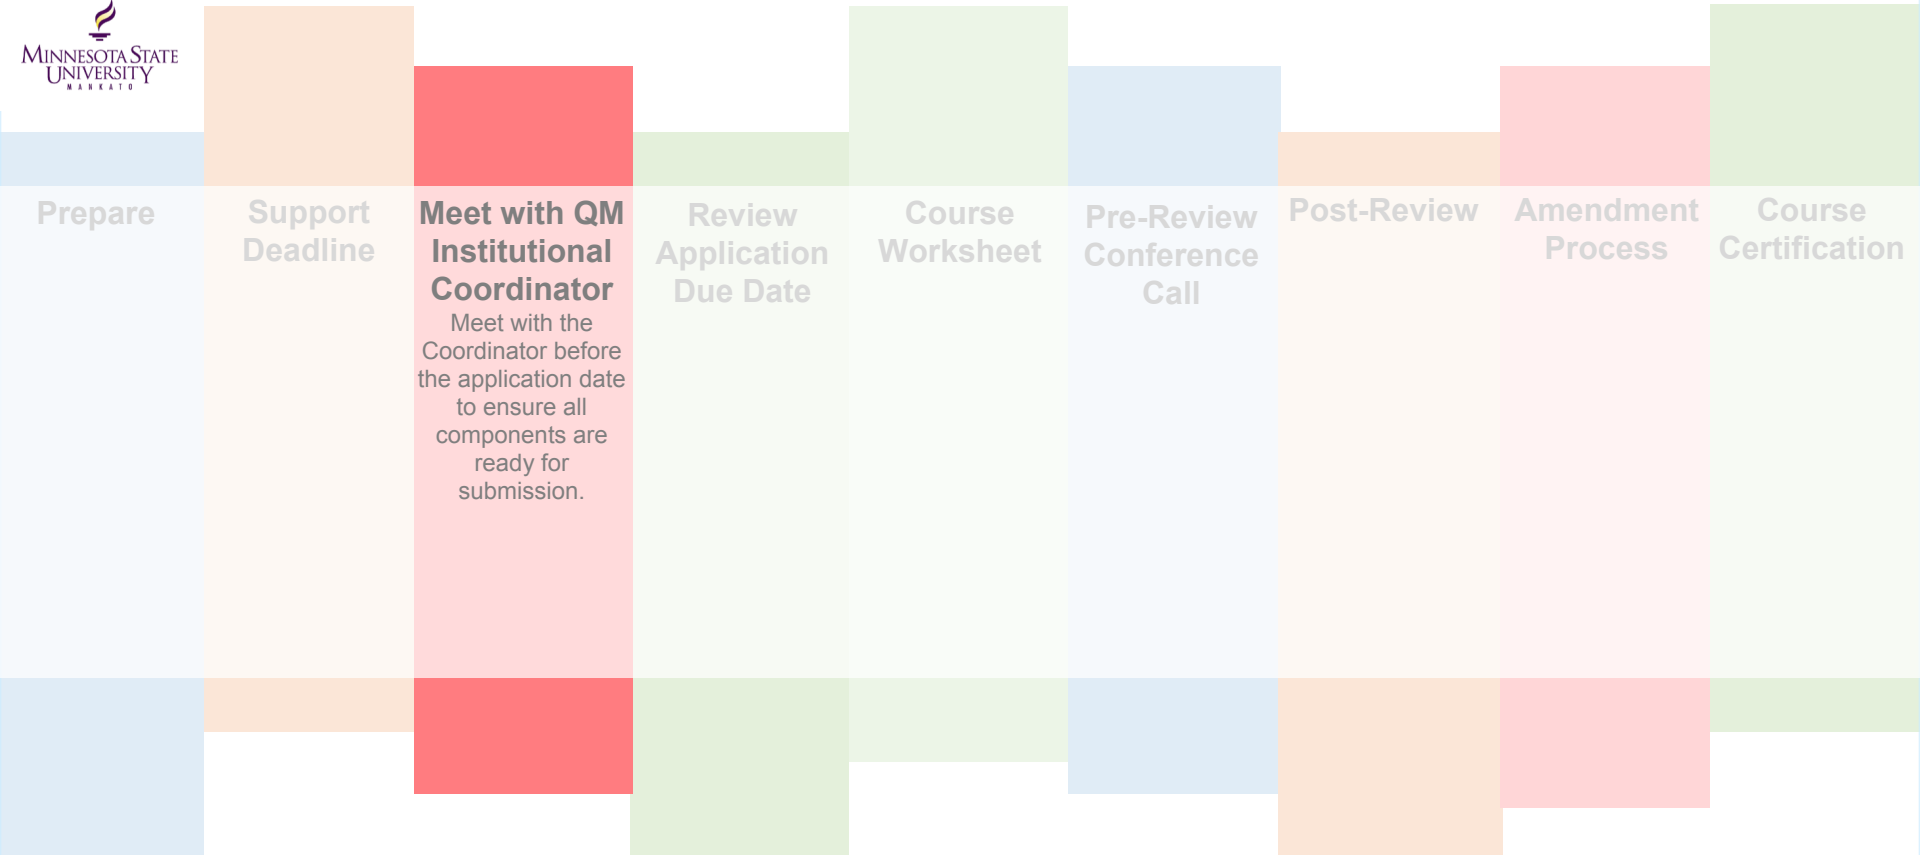 MINNESOTA STATE
UNIVERSITY
MANKATO
Prepare
Support
Deadline
Meet with QM
Institutional
Coordinator
Meet with the
Coordinator before
the application date
to ensure all
components are
ready for
submission.
Review
Application
Due Date
Course
Worksheet
Pre-Review
Conference
Call
Post-Review
Amendment
Process
Course
Certification